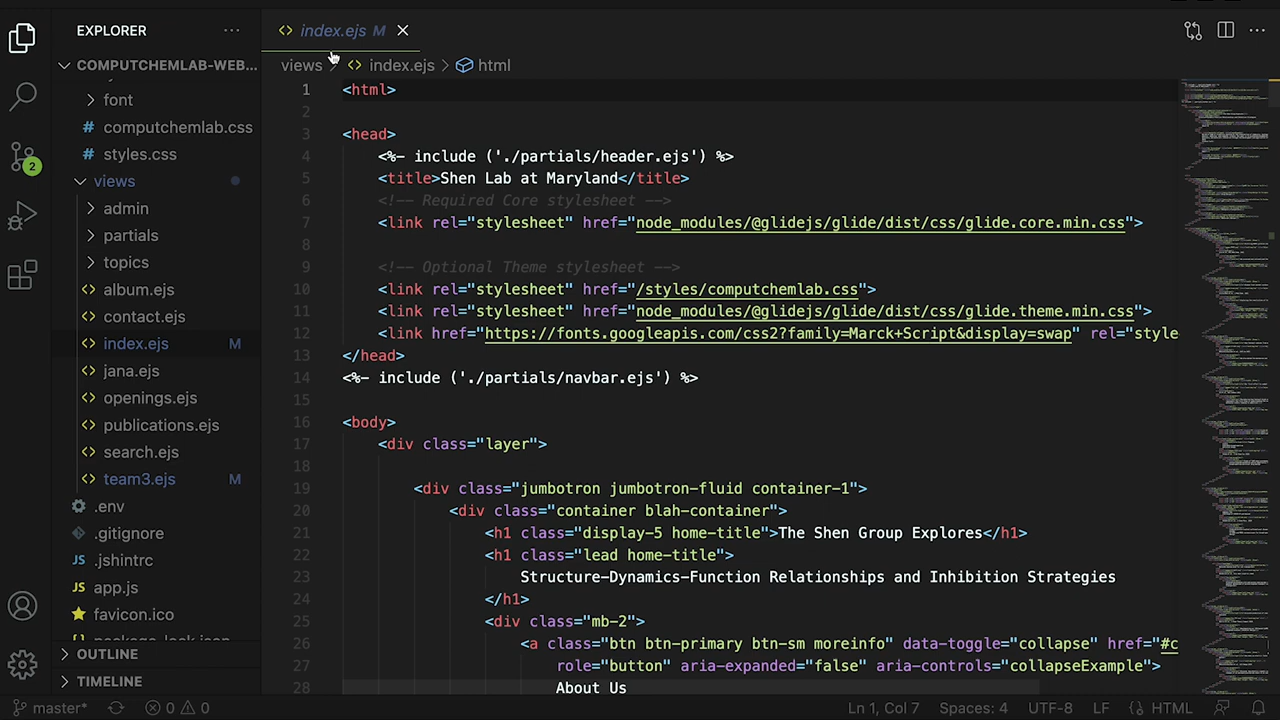 EXPLORER
COMPUTCHEMLAB-WEB...
font
# computchemlab.css
# styles.css
views
admin
partials
topics
<> album.ejs
<> contact.ejs
<> index.ejs M
<> jana.ejs
<> openings.ejs
<> publications.ejs
<> search.ejs
<> team3.ejs M
.env
.gitignore
JS .jshintrc
JS app.js
favicon.ico
{} package-lock.json
OUTLINE
TIMELINE
2
<> index.ejs M
views > <> index.ejs > html
1 <html>
2
3 <head>
4 <%- include ('./partials/header.ejs') %>
5 <title>Shen Lab at Maryland</title>
6 <!-- Required Core stylesheet -->
7 <link rel="stylesheet" href="node_modules/@glidejs/glide/dist/css/glide.core.min.css">
8
9 <!-- Optional Theme stylesheet -->
10 <link rel="stylesheet" href="/styles/computchemlab.css">
11 <link rel="stylesheet" href="node_modules/@glidejs/glide/dist/css/glide.theme.min.css">
12 <link href="https://fonts.googleapis.com/css2?family=Marck+Script&display=swap" rel="style
13 </head>
14 <%- include ('./partials/navbar.ejs') %>
15
16 <body>
17 <div class="layer">
18
19 <div class="jumbotron jumbotron-fluid container-1">
20 <div class="container blah-container">
21 <h1 class="display-5 home-title">The Shen Group Explores</h1>
22 <h1 class="lead home-title">
23 Structure-Dynamics-Function Relationships and Inhibition Strategies
24 </h1>
25 <div class="mb-2">
26 <a class="btn btn-primary btn-sm moreinfo" data-toggle="collapse" href="#c
27 role="button" aria-expanded="false" aria-controls="collapseExample">
28 About Us
master* 0 0 Ln 1, Col 7 Spaces: 4 UTF-8 LF {} HTML